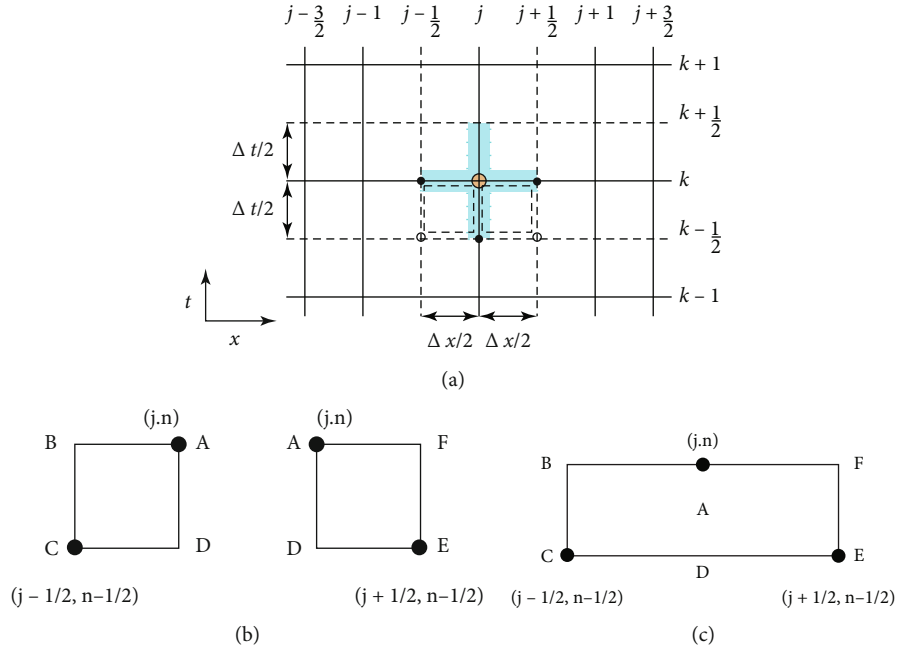 j – 3/2 j – 1 j – 1/2 j j + 1/2 j + 1 j + 3/2
k + 1
k + 1/2
Δ t/2
k
Δ t/2
k – 1/2
t
k – 1
x
Δ x/2 Δ x/2
(a)
(j.n) (j.n)
B A A F
C D D E
(j – 1/2, n–1/2) (j + 1/2, n–1/2)
(b)
(j.n)
B F
A
C E
D
(j – 1/2, n–1/2) (j + 1/2, n–1/2)
(c)